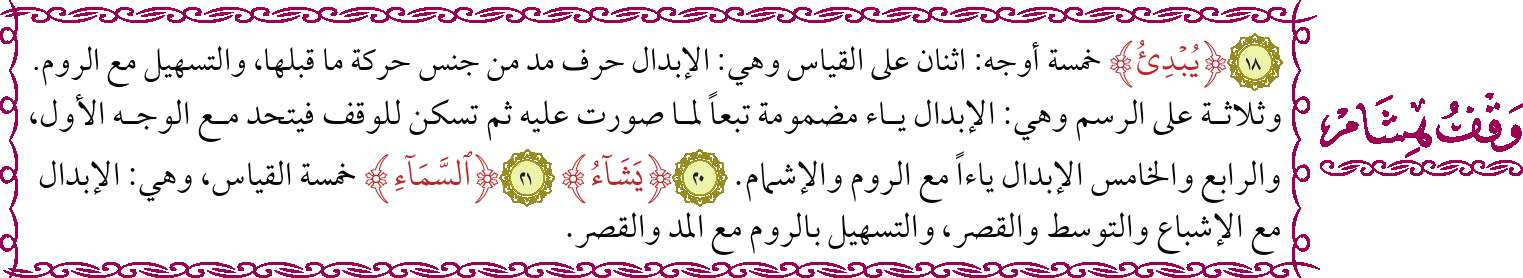 وَقْفُ هِشَامٍ
١٨ ﴿يُبْدِئُ﴾ خمسة أوجه: اثنان على القياس وهي: الإبدال حرف مد من جنس حركة ما قبلها، والتسهيل مع الروم.
وثلاثة على الرسم وهي: الإبدال ياء مضمومة تبعاً لما صورت عليه ثم تسكن للوقف فيتحد مع الوجه الأول،
والرابع والخامس الإبدال ياءاً مع الروم والإشمام. ٢٠ ﴿يَشَآءُ﴾ ٢١ ﴿ٱلسَّمَآءِ﴾ خمسة القياس، وهي: الإبدال
مع الإشباع والتوسط والقصر، والتسهيل بالروم مع المد والقصر.